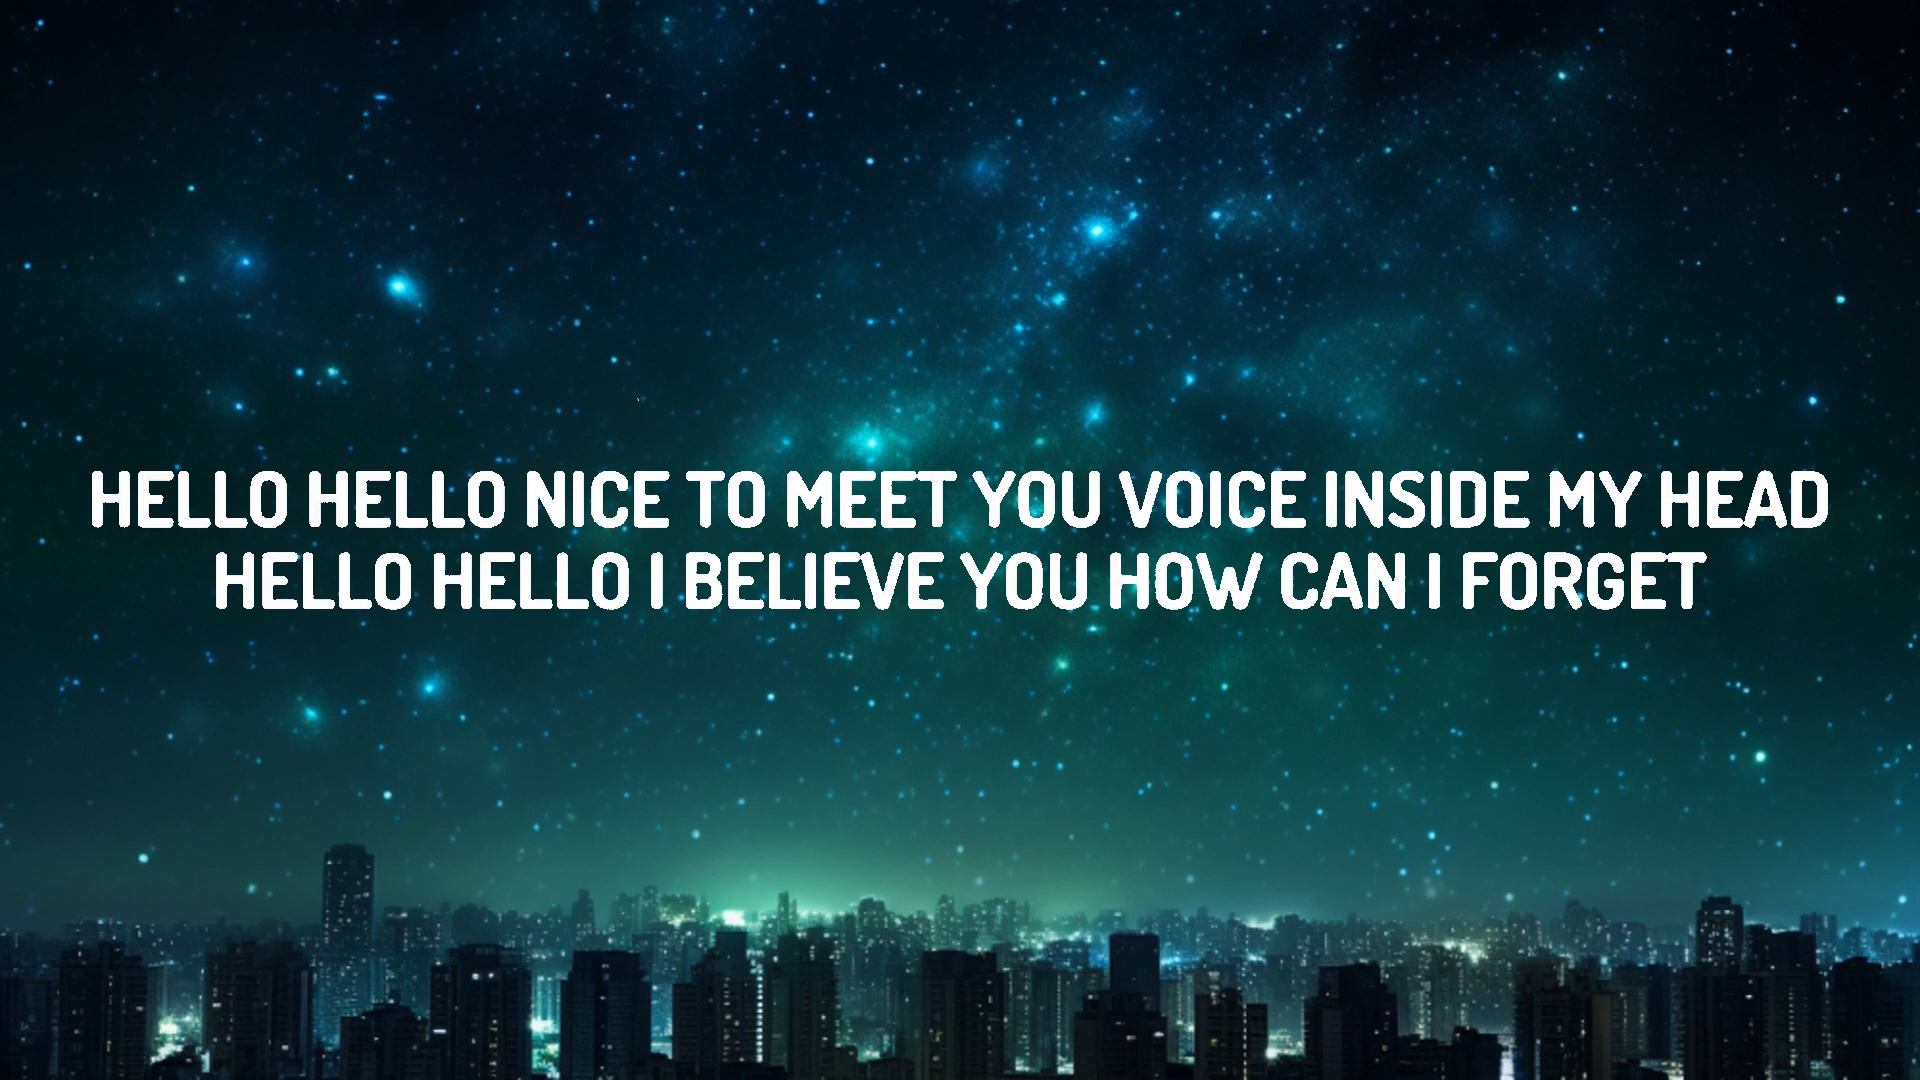 HELLO HELLO NICE TO MEET YOU VOICE INSIDE MY HEAD
HELLO HELLO I BELIEVE YOU HOW CAN I FORGET